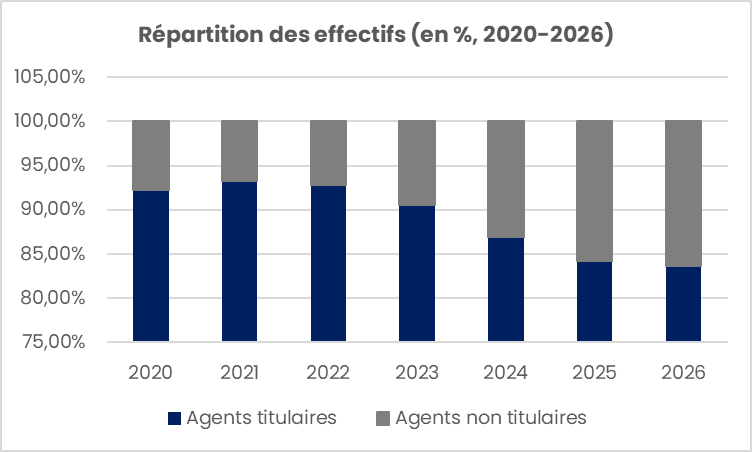 Répartition des effectifs (en %, 2020-2026)
105,00%
100,00%
95,00%
90,00%
85,00%
80,00%
75,00%
2020 2021 2022 2023 2024 2025 2026
Agents titulaires Agents non titulaires